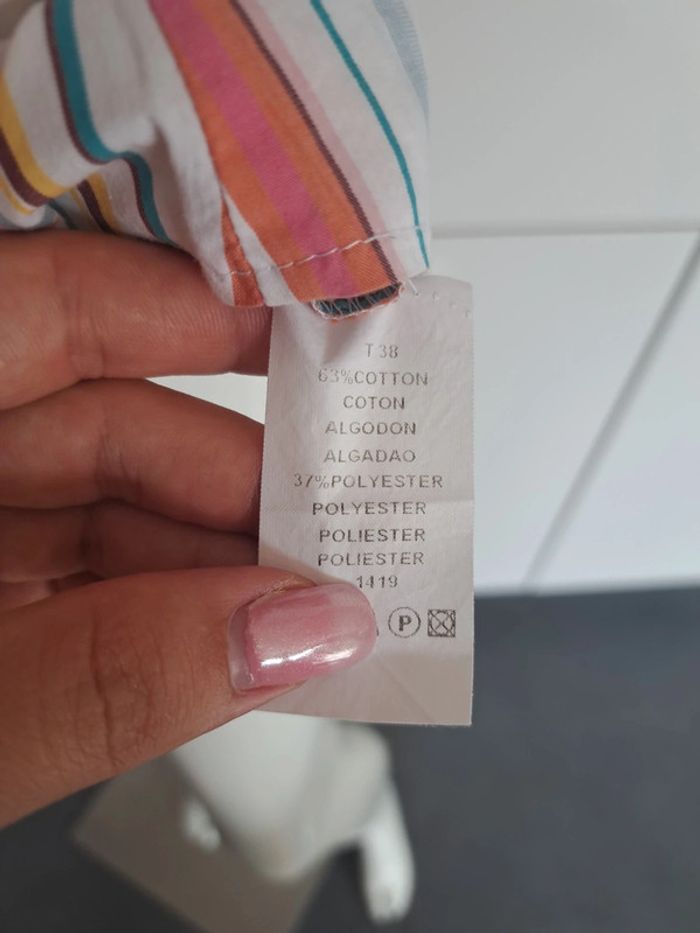 T 38
63%COTTON
COTON
ALGODON
ALGADAO
37%POLYESTER
POLYESTER
POLIESTER
POLIESTER
1419
P